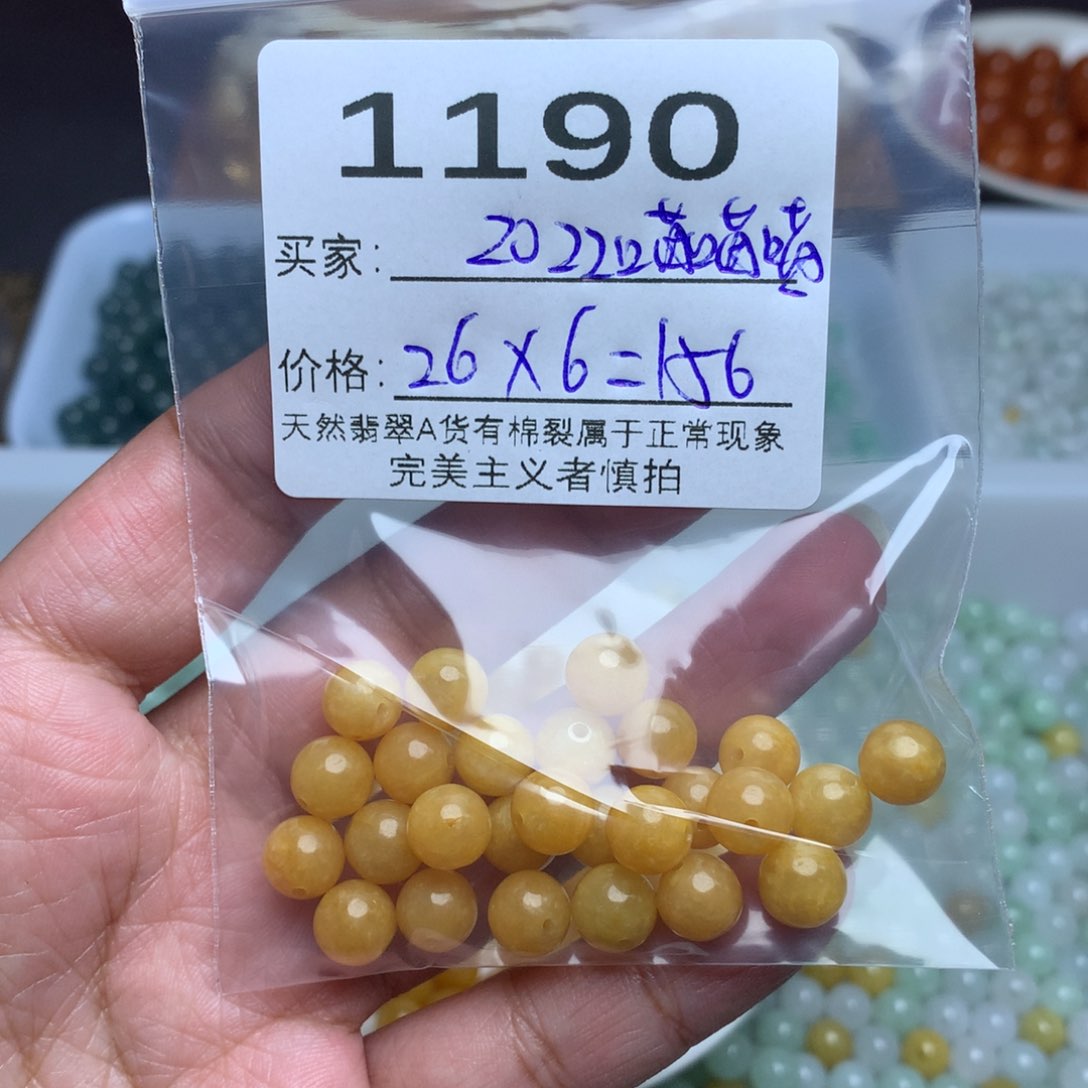 1190
买家:
价格: 26×6=156
天然翡翠A货有棉裂属于正常现象
完美主义者慎拍